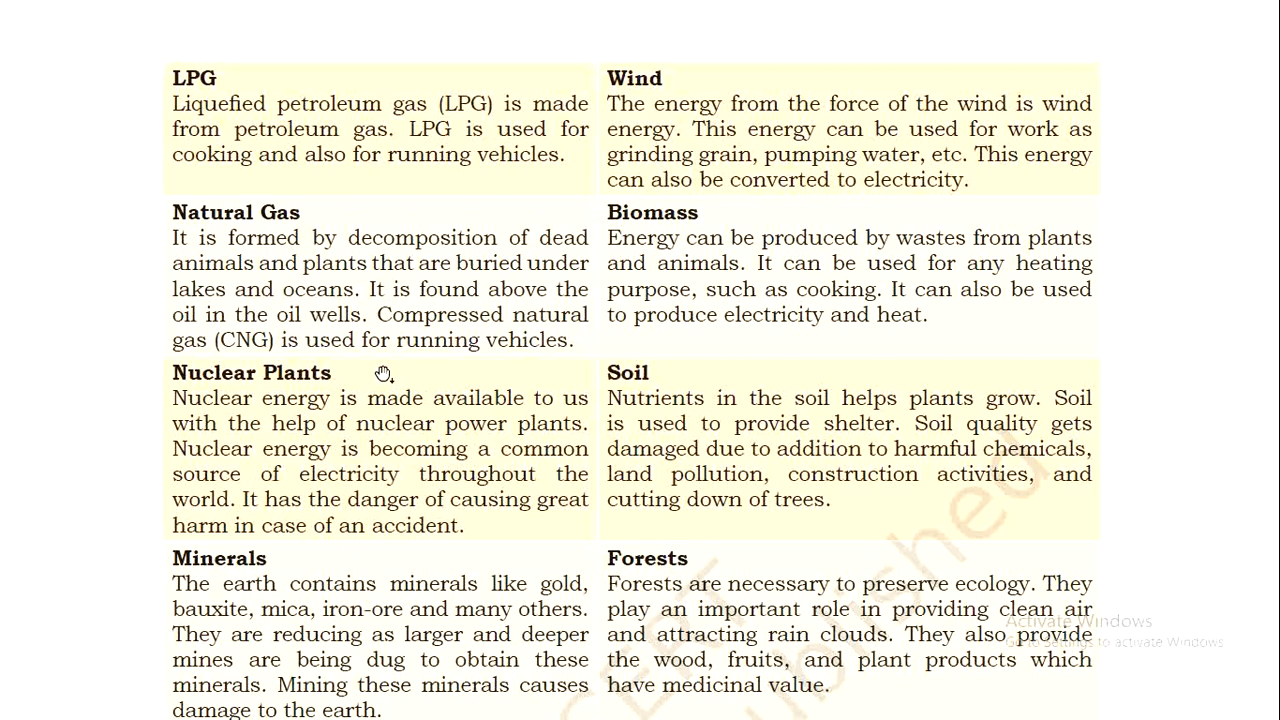 LPG
Liquefied petroleum gas (LPG) is made
from petroleum gas. LPG is used for
cooking and also for running vehicles.
Wind
The energy from the force of the wind is wind
energy. This energy can be used for work as
grinding grain, pumping water, etc. This energy
can also be converted to electricity.
Natural Gas
It is formed by decomposition of dead
animals and plants that are buried under
lakes and oceans. It is found above the
oil in the oil wells. Compressed natural
gas (CNG) is used for running vehicles.
Biomass
Energy can be produced by wastes from plants
and animals. It can be used for any heating
purpose, such as cooking. It can also be used
to produce electricity and heat.
Nuclear Plants
Nuclear energy is made available to us
with the help of nuclear power plants.
Nuclear energy is becoming a common
source of electricity throughout the
world. It has the danger of causing great
harm in case of an accident.
Soil
Nutrients in the soil helps plants grow. Soil
is used to provide shelter. Soil quality gets
damaged due to addition to harmful chemicals,
land pollution, construction activities, and
cutting down of trees.
Minerals
The earth contains minerals like gold,
bauxite, mica, iron-ore and many others.
They are reducing as larger and deeper
mines are being dug to obtain these
minerals. Mining these minerals causes
damage to the earth.
Forests
Forests are necessary to preserve ecology. They
play an important role in providing clean air
and attracting rain clouds. They also provide
the wood, fruits, and plant products which
have medicinal value.
Activate Windows
Go to Settings to activate Windows.